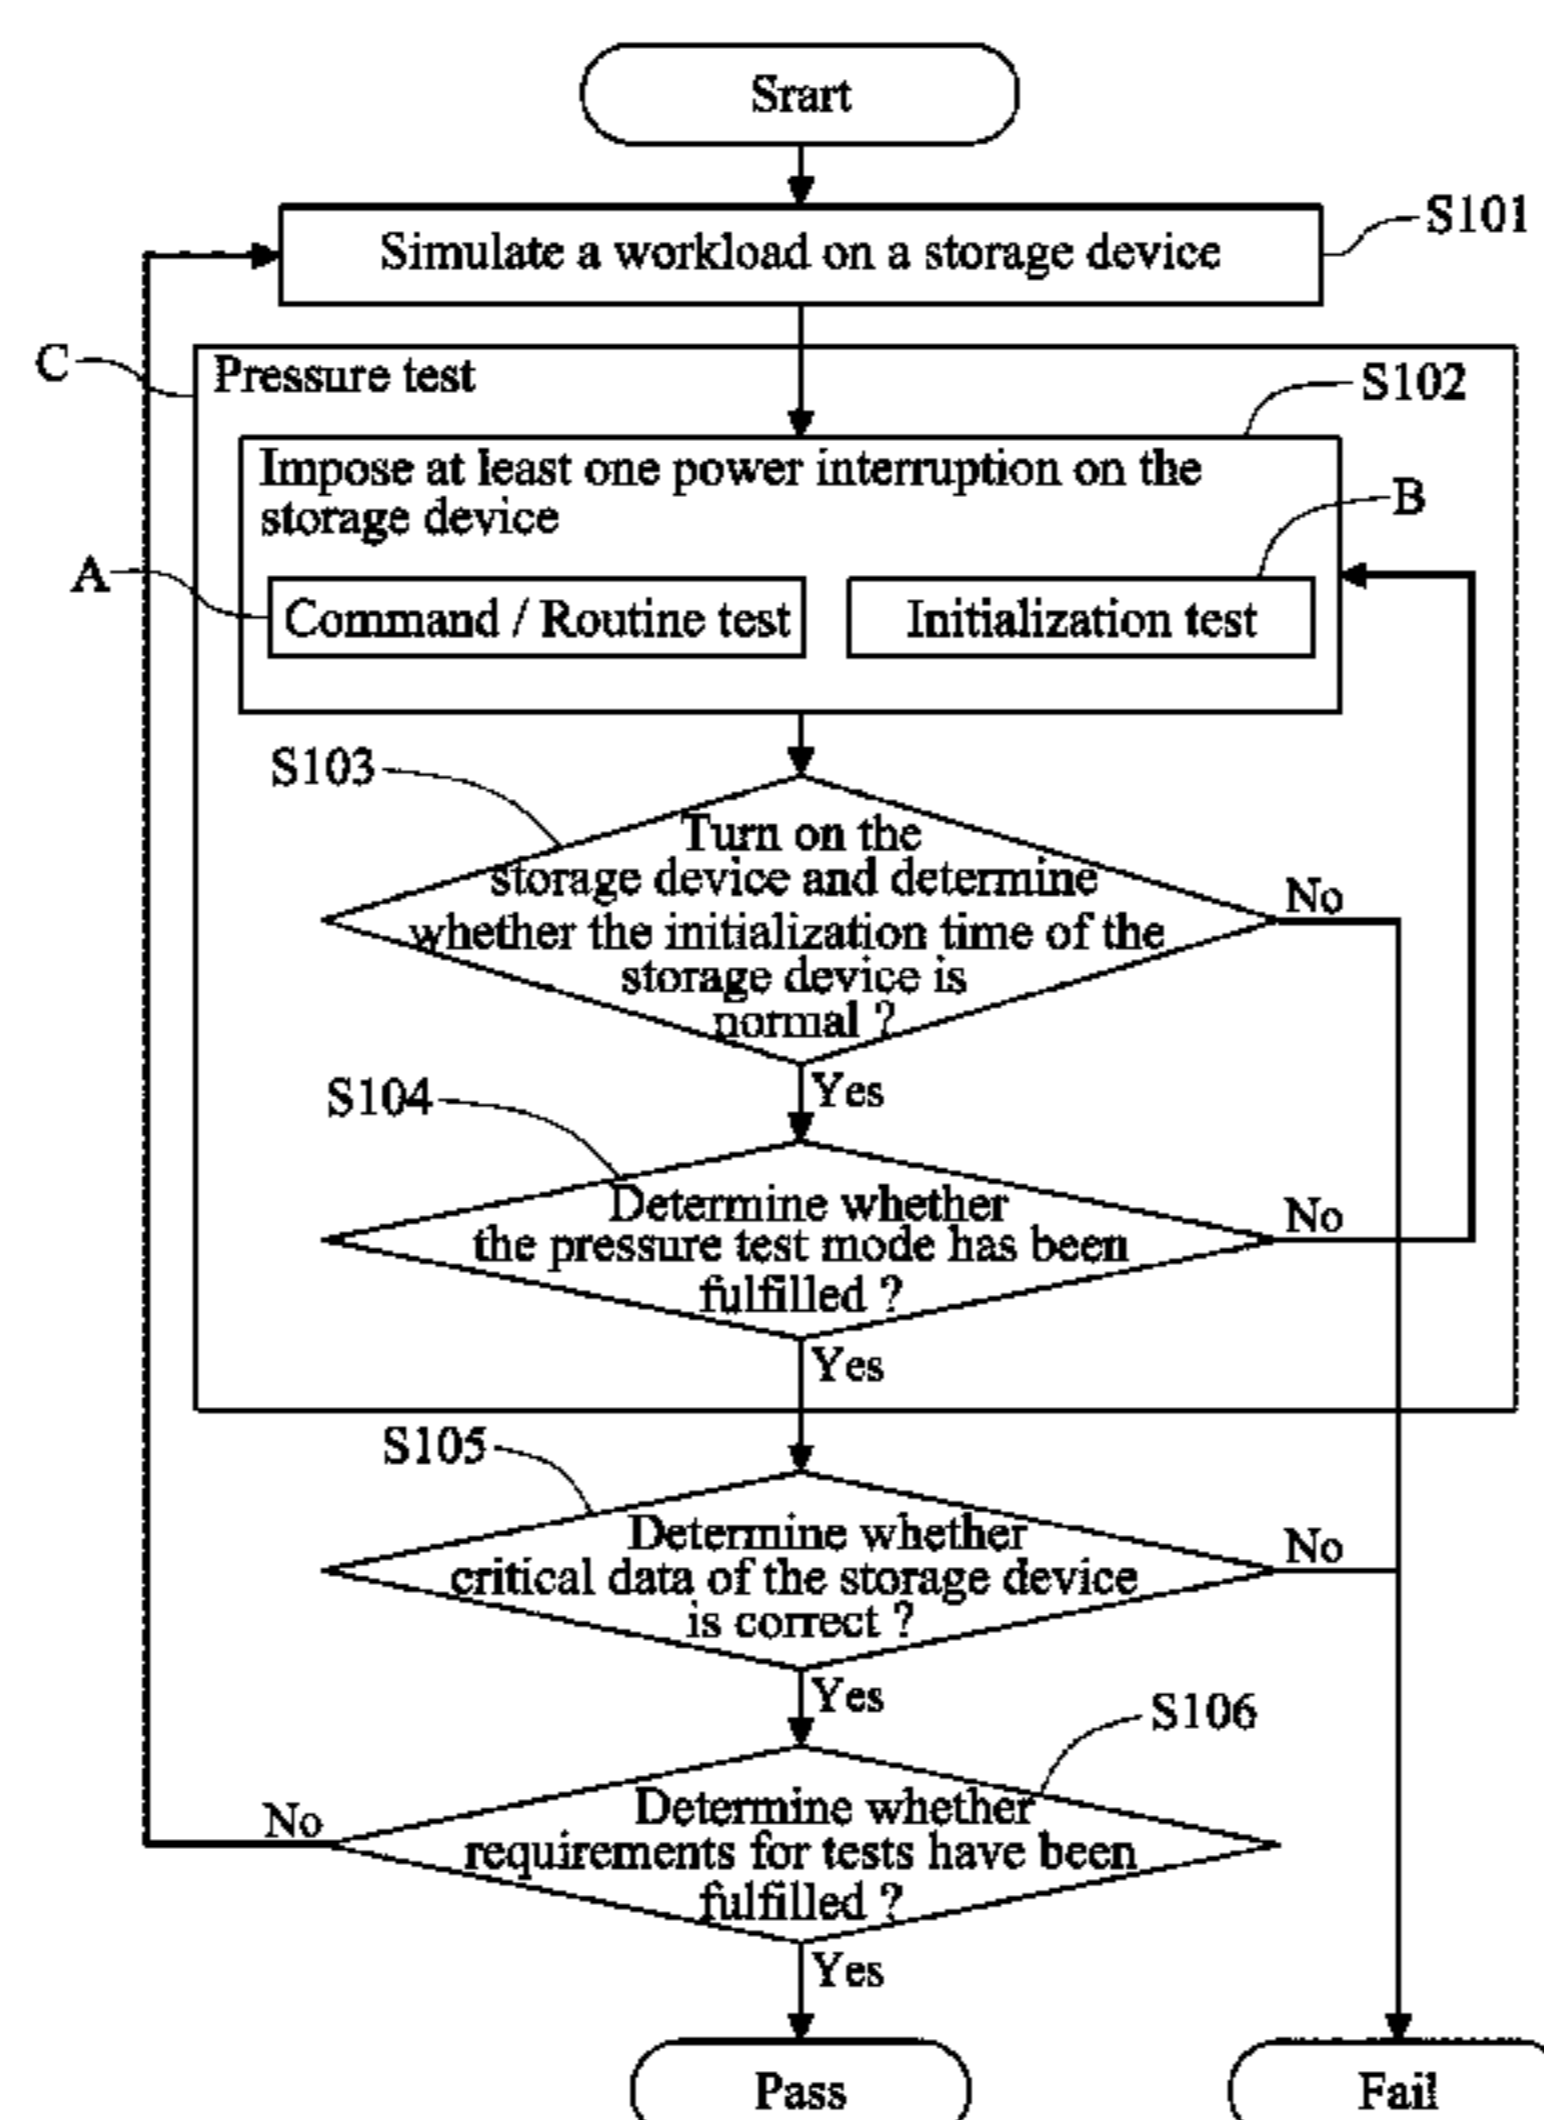 Srart
Simulate a workload on a storage device
S101
C
Pressure test
S102
Impose at least one power interruption on the
storage device
B
A
Command / Routine test
Initialization test
S103
Turn on the
storage device and determine
whether the initialization time of the
storage device is
normal ?
No
Yes
S104
Determine whether
the pressure test mode has been
fulfilled ?
No
Yes
S105
Determine whether
critical data of the storage device
is correct ?
No
Yes
S106
Determine whether
requirements for tests have been
fulfilled ?
No
Yes
Pass
Fail